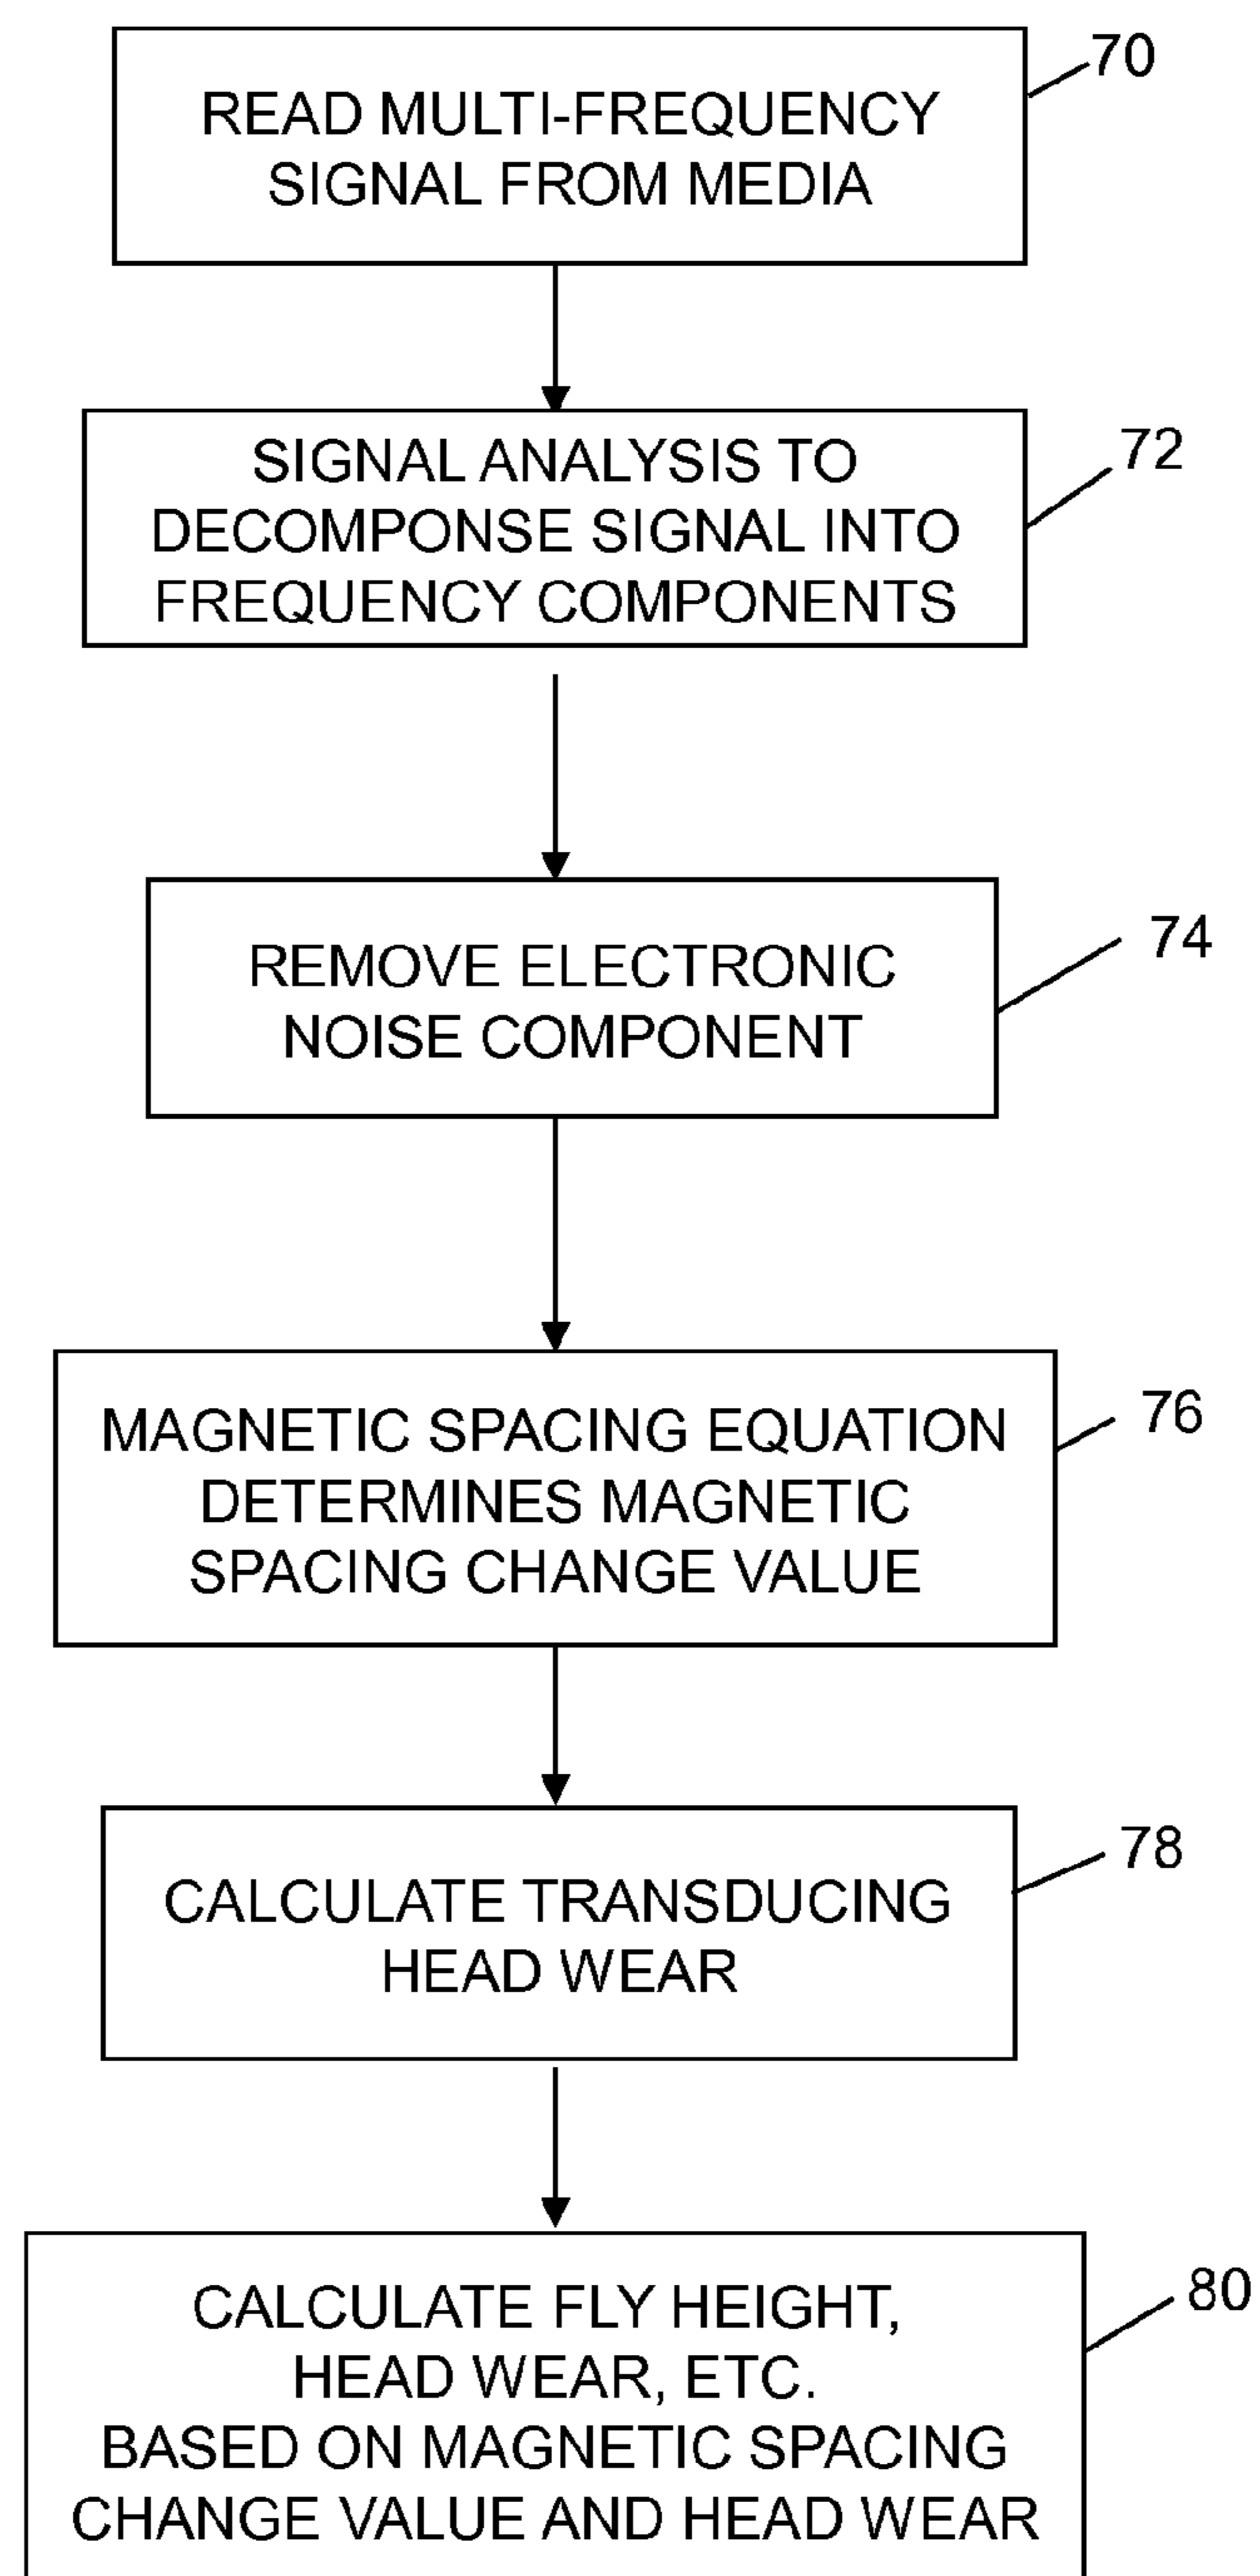 READ MULTI-FREQUENCY
SIGNAL FROM MEDIA
70
SIGNAL ANALYSIS TO
DECOMPONSE SIGNAL INTO
FREQUENCY COMPONENTS
72
REMOVE ELECTRONIC
NOISE COMPONENT
74
MAGNETIC SPACING EQUATION
DETERMINES MAGNETIC
SPACING CHANGE VALUE
76
CALCULATE TRANSDUCING
HEAD WEAR
78
CALCULATE FLY HEIGHT,
HEAD WEAR, ETC.
BASED ON MAGNETIC SPACING
CHANGE VALUE AND HEAD WEAR
80